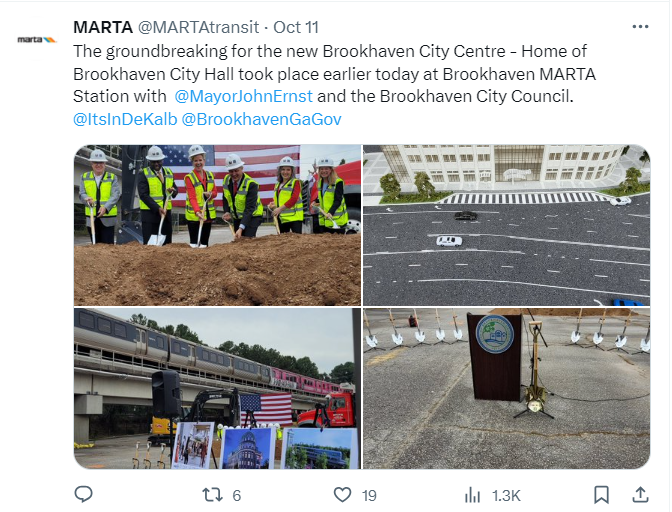 MARTA @MARTAtransit · Oct 11
marta
The groundbreaking for the new Brookhaven City Centre - Home of
Brookhaven City Hall took place earlier today at Brookhaven MARTA
Station with @MayorJohnErnst and the Brookhaven City Council.
@ItsInDeKalb @BrookhavenGaGov
6
19
1.3K